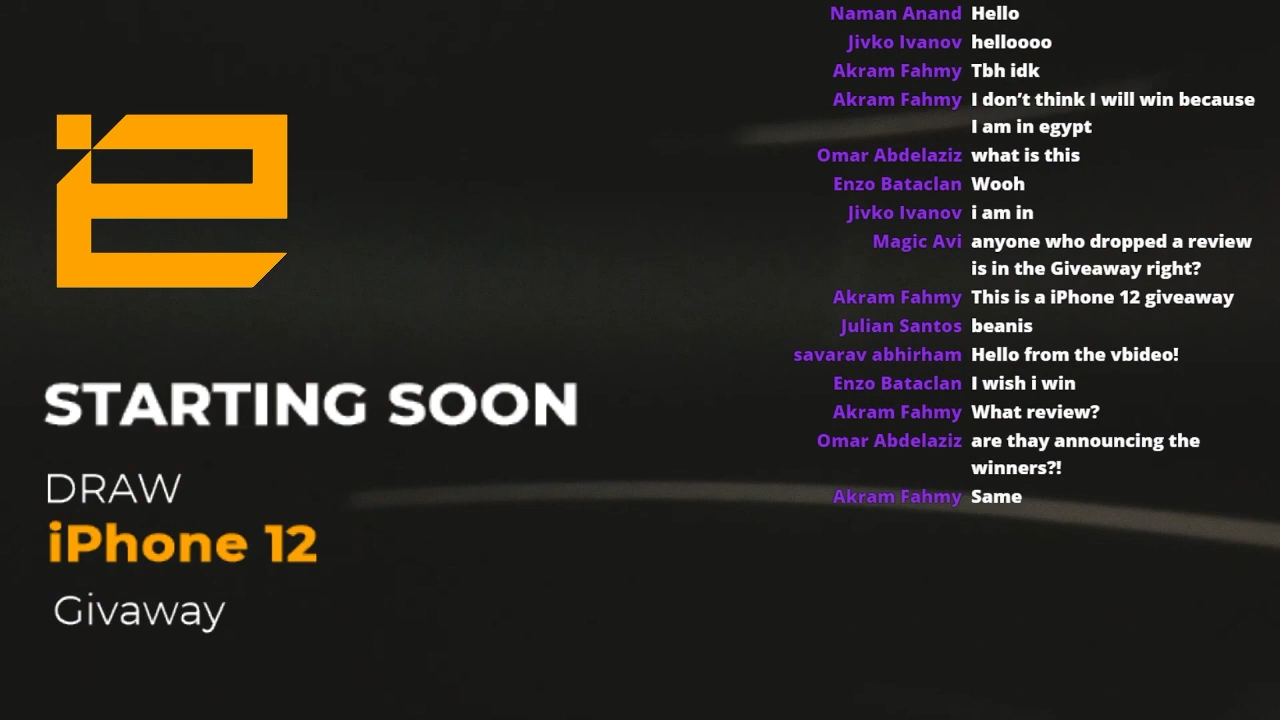 STARTING SOON
DRAW
iPhone 12
Givaway
Naman Anand Hello
Jivko Ivanov helloooo
Akram Fahmy Tbh idk
Akram Fahmy I don’t think I will win because
I am in egypt
Omar Abdelaziz what is this
Enzo Bataclan Wooh
Jivko Ivanov i am in
Magic Avi anyone who dropped a review
is in the Giveaway right?
Akram Fahmy This is a iPhone 12 giveaway
Julian Santos beanis
savarav abhirham Hello from the vbideo!
Enzo Bataclan I wish i win
Akram Fahmy What review?
Omar Abdelaziz are thay announcing the
winners?!
Akram Fahmy Same